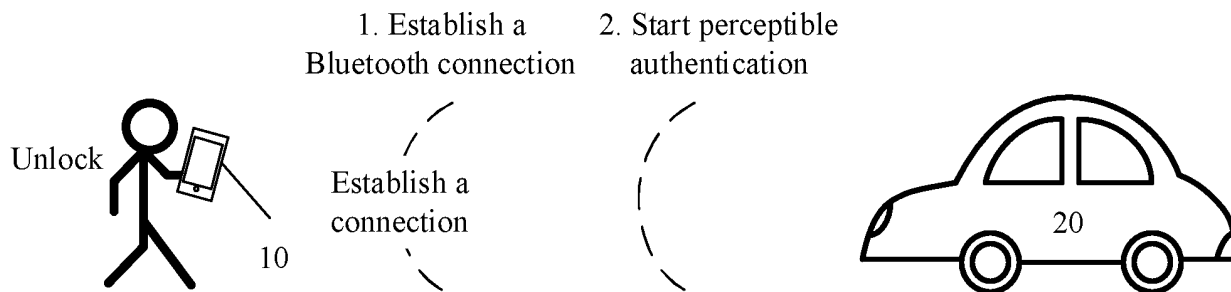 1. Establish a
Bluetooth connection
2. Start perceptible
authentication
Unlock
Establish a
connection
10
20